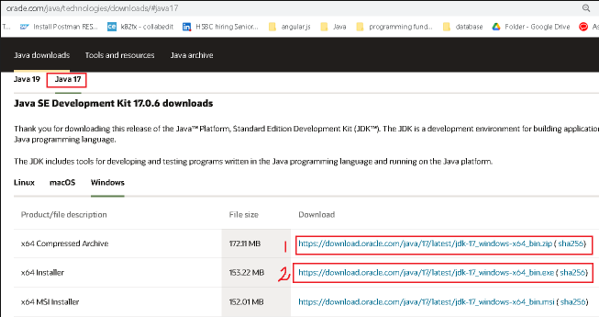 oracle.com/java/technologies/downloads/#java17
Install Postman RES... kB2fx - collabedit HSBC hiring Senior... angular.js Java programming fund... database Folder - Google Drive
Java downloads Tools and resources Java archive
Java 19 Java 17
Java SE Development Kit 17.0.6 downloads
Thank you for downloading this release of the Java™ Platform, Standard Edition Development Kit (JDK™). The JDK is a development environment for building application
Java programming language.
The JDK includes tools for developing and testing programs written in the Java programming language and running on the Java platform.
Linux macOS Windows
Product/file description File size Download
x64 Compressed Archive 172.11 MB 1 https://download.oracle.com/java/17/latest/jdk-17_windows-x64_bin.zip ( sha256)
x64 Installer 153.22 MB 2 https://download.oracle.com/java/17/latest/jdk-17_windows-x64_bin.exe ( sha256)
x64 MSI Installer 152.01 MB https://download.oracle.com/java/17/latest/jdk-17_windows-x64_bin.msi ( sha256)